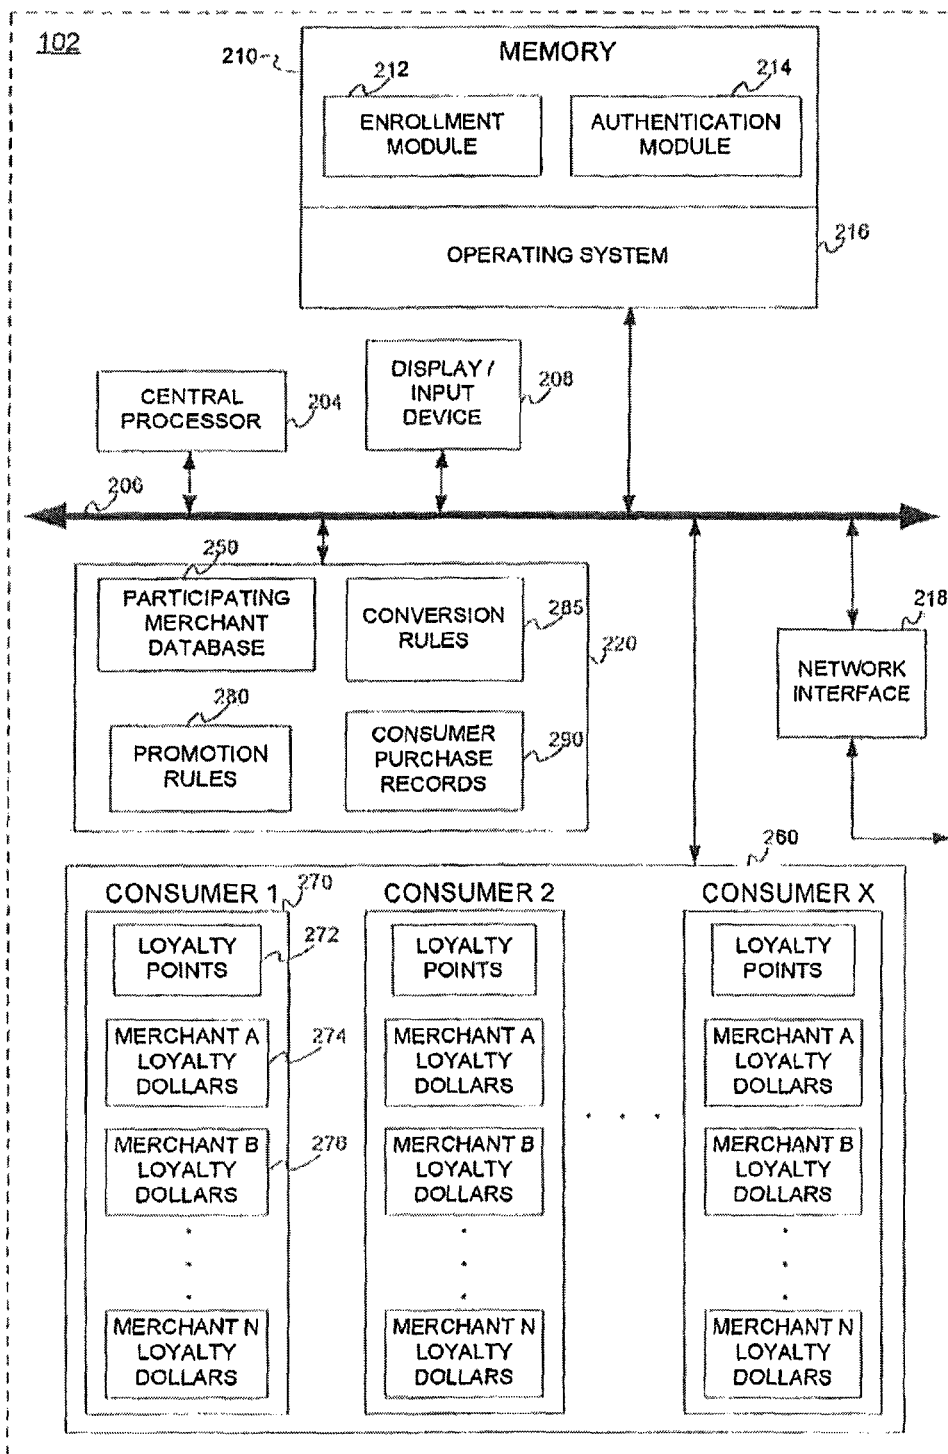 102
210
MEMORY
212
ENROLLMENT
MODULE
214
AUTHENTICATION
MODULE
216
OPERATING SYSTEM
CENTRAL
PROCESSOR
204
DISPLAY /
INPUT
DEVICE
208
206
250
PARTICIPATING
MERCHANT
DATABASE
CONVERSION
RULES
285
220
280
PROMOTION
RULES
CONSUMER
PURCHASE
RECORDS
290
218
NETWORK
INTERFACE
260
CONSUMER 1
270
LOYALTY
POINTS
272
MERCHANT A
LOYALTY
DOLLARS
274
MERCHANT B
LOYALTY
DOLLARS
276
MERCHANT N
LOYALTY
DOLLARS
CONSUMER 2
LOYALTY
POINTS
MERCHANT A
LOYALTY
DOLLARS
MERCHANT B
LOYALTY
DOLLARS
MERCHANT N
LOYALTY
DOLLARS
CONSUMER X
LOYALTY
POINTS
MERCHANT A
LOYALTY
DOLLARS
MERCHANT B
LOYALTY
DOLLARS
MERCHANT N
LOYALTY
DOLLARS